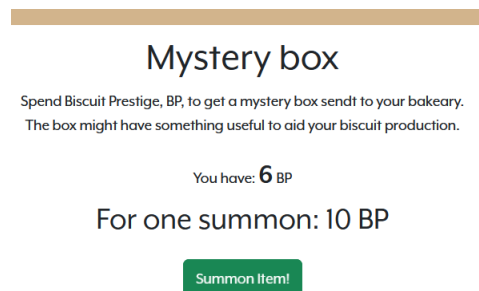 Mystery box
Spend Biscuit Prestige, BP, to get a mystery box sendt to your bakeary.
The box might have something useful to aid your biscuit production.
You have: 6 BP
For one summon: 10 BP
Summon Item!